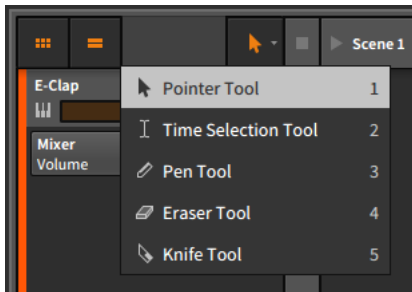 Scene 1
E-Clap
Pointer Tool 1
Time Selection Tool 2
Mixer
Volume
Pen Tool 3
Eraser Tool 4
Knife Tool 5